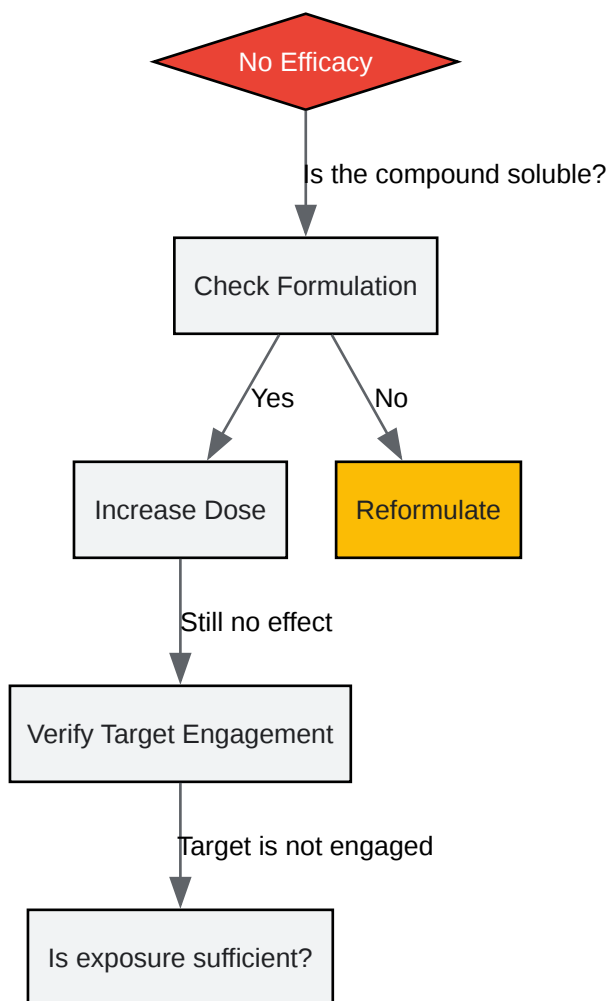 No Efficacy
Is the compound soluble?
Check Formulation
Yes
No
Increase Dose
Reformulate
Still no effect
Verify Target Engagement
Target is not engaged
Is exposure sufficient?